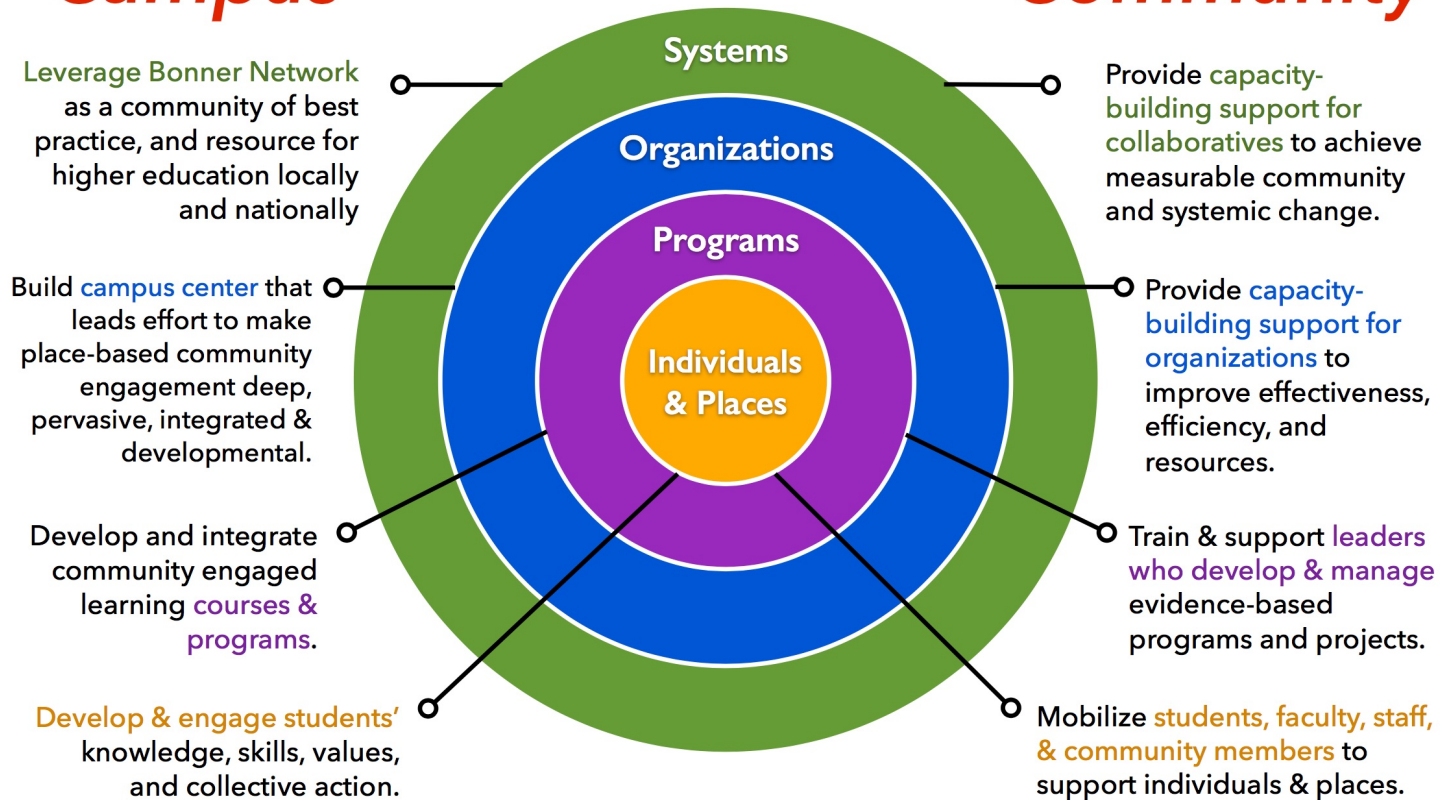 Campus
Community
Systems
Organizations
Programs
Individuals
& Places
Leverage Bonner Network
as a community of best
practice, and resource for
higher education locally
and nationally
Build campus center that
leads effort to make
place-based community
engagement deep,
pervasive, integrated &
developmental.
Develop and integrate
community engaged
learning courses &
programs.
Develop & engage students’
knowledge, skills, values,
and collective action.
Provide capacity-
building support for
collaboratives to achieve
measurable community
and systemic change.
Provide capacity-
building support for
organizations to
improve effectiveness,
efficiency, and
resources.
Train & support leaders
who develop & manage
evidence-based
programs and projects.
Mobilize students, faculty, staff,
& community members to
support individuals & places.